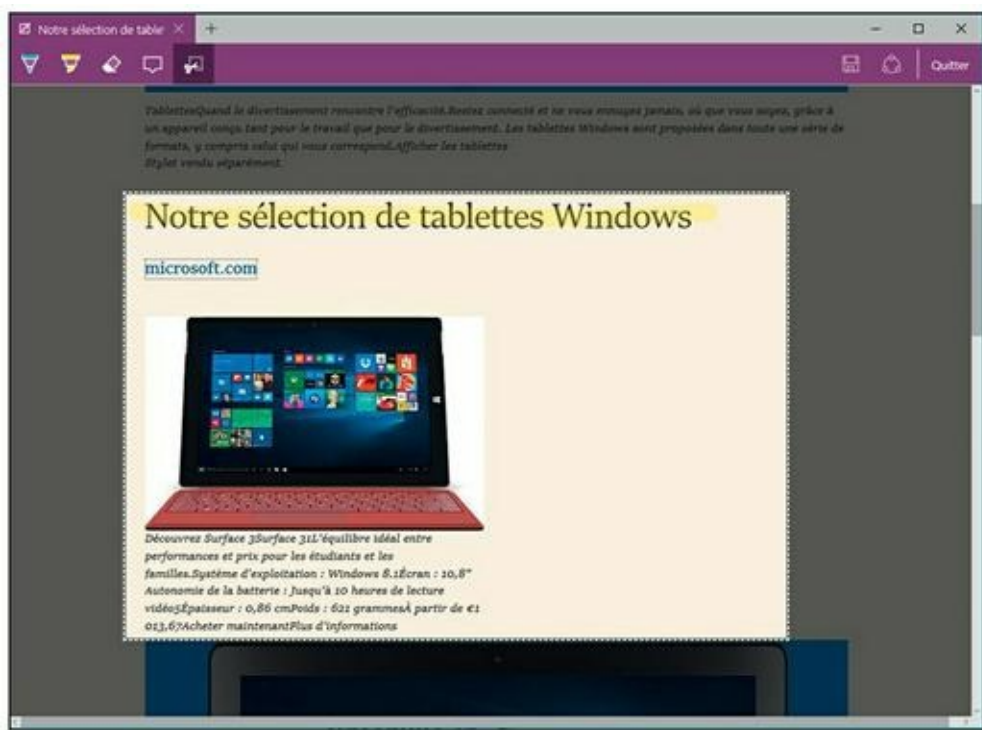 Notre sélection de tabler
Quitter
TablettesQuand le divertissement rencontre l'efficacité.Restez connecté et ne vous ennuyez jamais, où que vous soyez, grâce à
un appareil conçu tant pour le travail que pour le divertissement. Les tablettes Windows sont proposées dans toute une série de
formats, y compris celui qui vous correspond.Afficher les tablettes
Stylet vendu séparément.
Notre sélection de tablettes Windows
microsoft.com
Découvrez Surface 3Surface 31L'équilibre idéal entre
performances et prix pour les étudiants et les
familles.Système d'exploitation : Windows 8.1Écran : 10,8"
Autonomie de la batterie : Jusqu'à 10 heures de lecture
vidéo5Épaisseur : 0,86 cmPoids : 621 grammesÀ partir de €1
013,67Acheter maintenantPlus d'informations